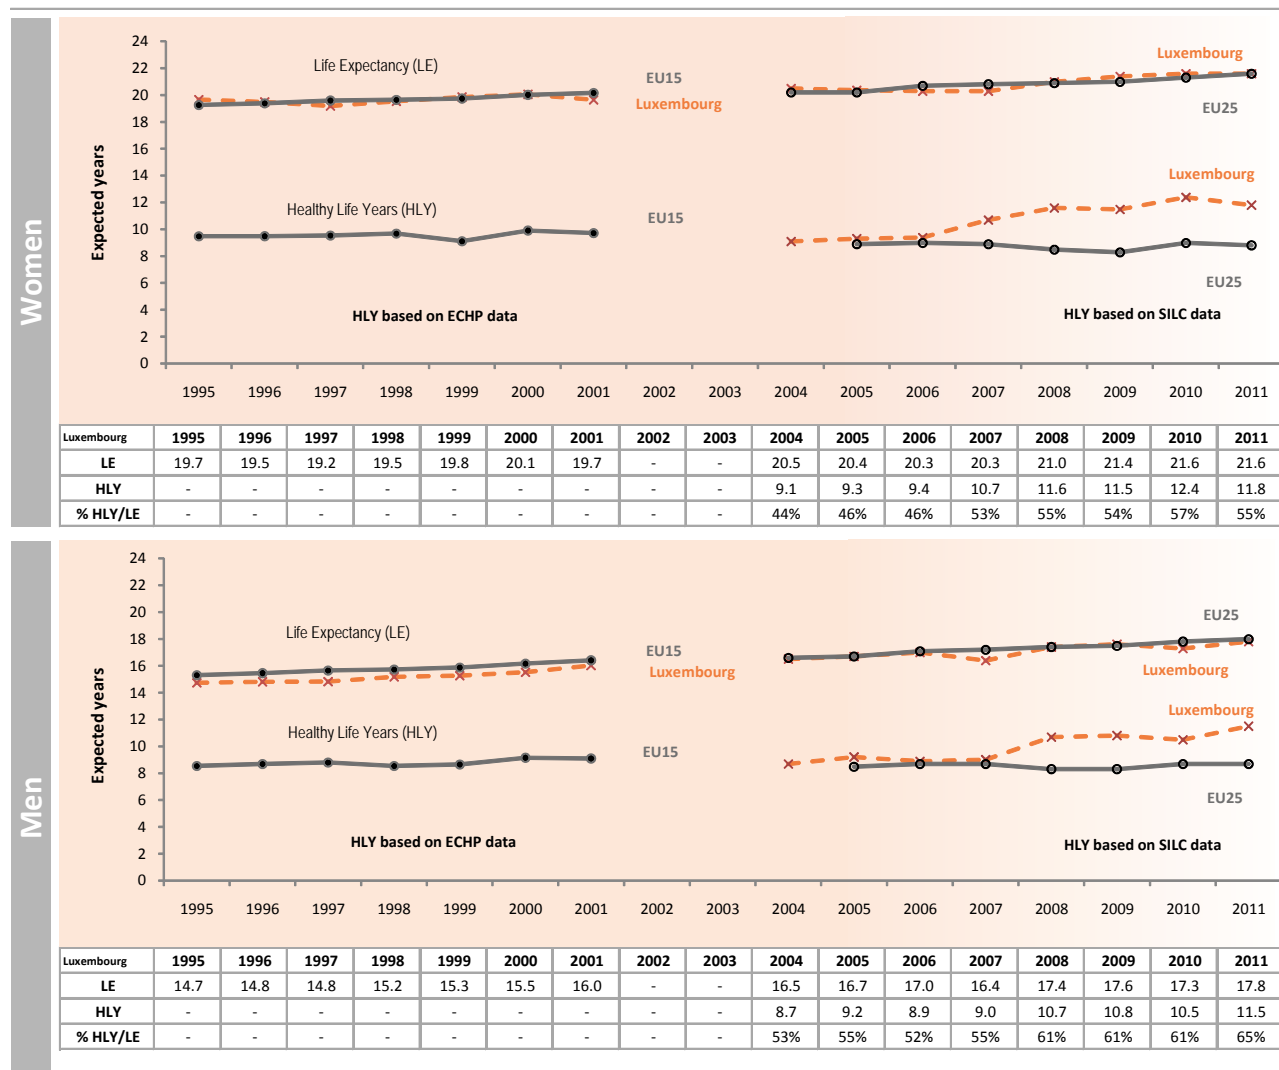 Women
Expected years
24
22
20
18
16
14
12
10
8
6
4
2
0
Life Expectancy (LE)
EU15
Luxembourg
Luxembourg
EU25
Healthy Life Years (HLY)
EU15
Luxembourg
EU25
HLY based on ECHP data
HLY based on SILC data
1995 1996 1997 1998 1999 2000 2001 2002 2003 2004 2005 2006 2007 2008 2009 2010 2011
Luxembourg 1995 1996 1997 1998 1999 2000 2001 2002 2003 2004 2005 2006 2007 2008 2009 2010 2011
LE 19.7 19.5 19.2 19.5 19.8 20.1 19.7 - - 20.5 20.4 20.3 20.3 21.0 21.4 21.6 21.6
HLY - - - - - - - - - 9.1 9.3 9.4 10.7 11.6 11.5 12.4 11.8
% HLY/LE - - - - - - - - - 44% 46% 46% 53% 55% 54% 57% 55%
Men
Expected years
24
22
20
18
16
14
12
10
8
6
4
2
0
Life Expectancy (LE)
EU15
Luxembourg
EU25
Luxembourg
Healthy Life Years (HLY)
EU15
Luxembourg
EU25
HLY based on ECHP data
HLY based on SILC data
1995 1996 1997 1998 1999 2000 2001 2002 2003 2004 2005 2006 2007 2008 2009 2010 2011
Luxembourg 1995 1996 1997 1998 1999 2000 2001 2002 2003 2004 2005 2006 2007 2008 2009 2010 2011
LE 14.7 14.8 14.8 15.2 15.3 15.5 16.0 - - 16.5 16.7 17.0 16.4 17.4 17.6 17.3 17.8
HLY - - - - - - - - - 8.7 9.2 8.9 9.0 10.7 10.8 10.5 11.5
% HLY/LE - - - - - - - - - 53% 55% 52% 55% 61% 61% 61% 65%